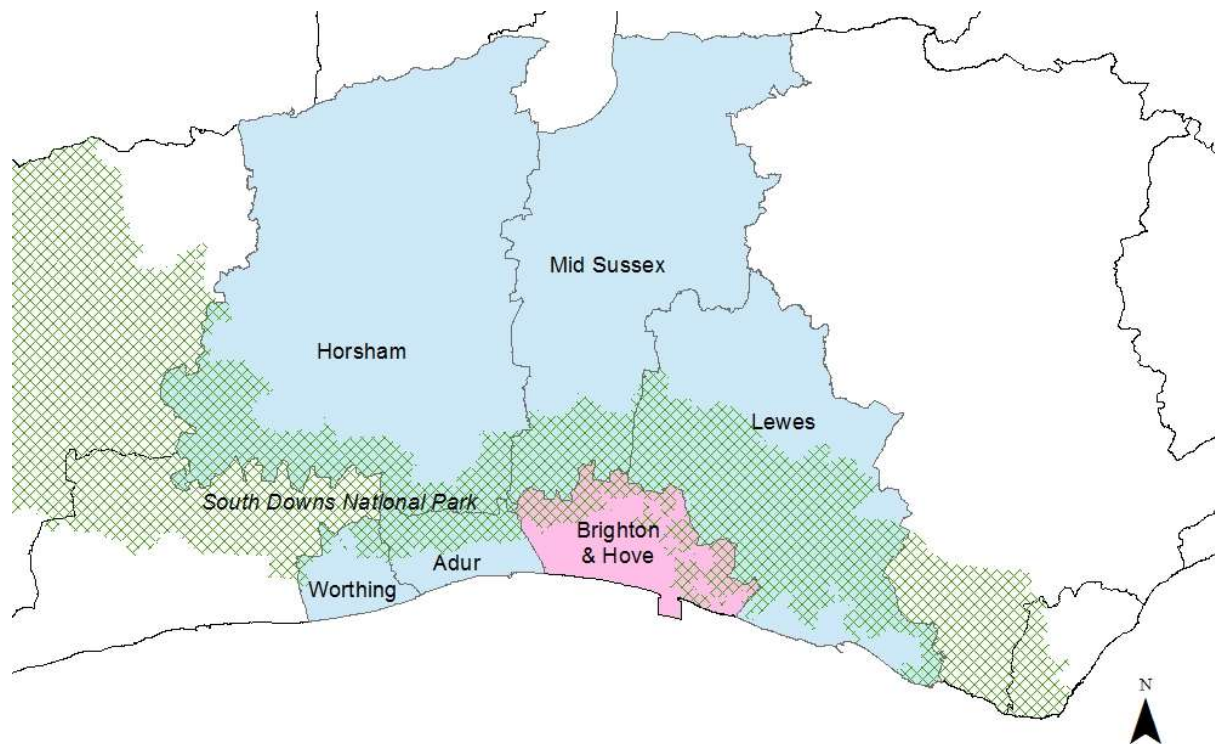 Mid Sussex
Horsham
Lewes
South Downs National Park
Brighton
& Hove
Adur
Worthing
N